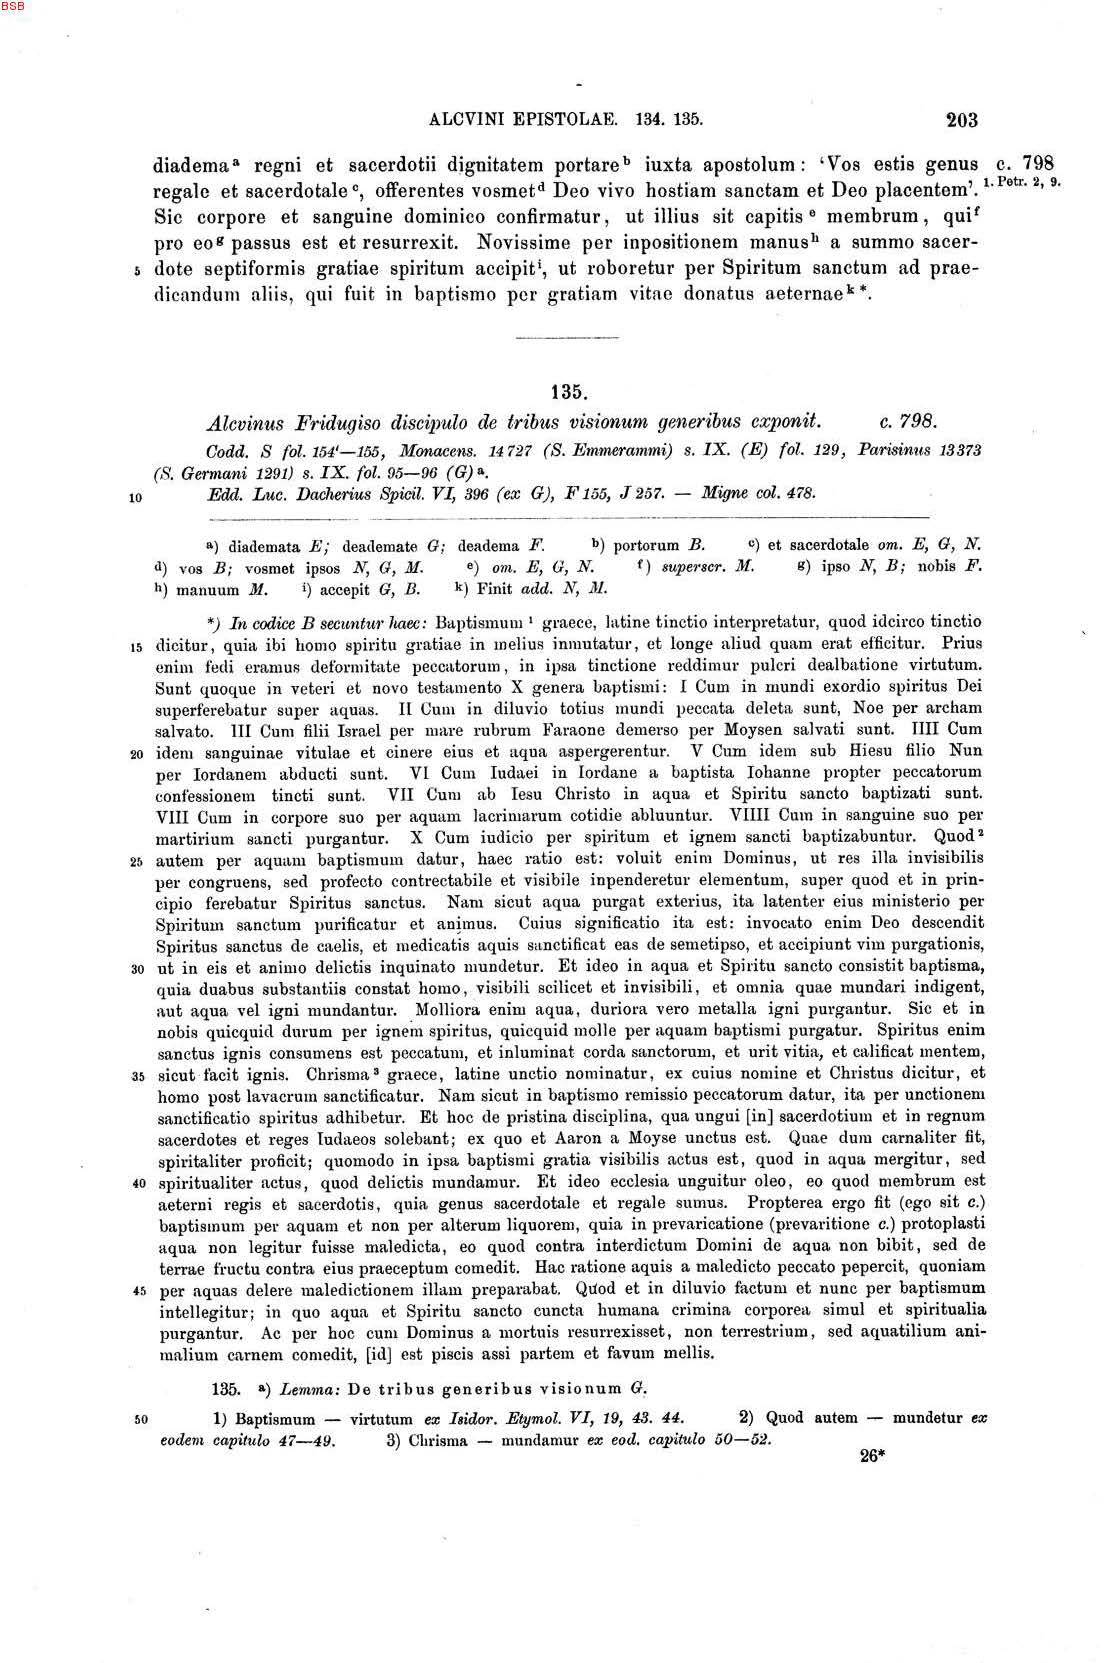 BSB
ALCVINI EPISTOLAE. 134. 135. 203
diadema a regni et sacerdotii dignitatem portare b iuxta apostolum: ‘Vos estis genus c. 798
regale et sacerdotale c, offerentes vosmet d Deo vivo hostiam sanctam et Deo placentem’. 1. Petr. 2, 9.
Sic corpore et sanguine dominico confirmatur, ut illius sit capitis e membrum, qui f
pro eo g passus est et resurrexit. Novissime per inpositionem manus h a summo sacer-
5 dote septiformis gratiae spiritum accipit i, ut roboretur per Spiritum sanctum ad prae-
dicandum aliis, qui fuit in baptismo per gratiam vitae donatus aeternae k *.
135.
Alcvinus Fridugiso discipulo de tribus visionum generibus exponit. c. 798.
Codd. S fol. 154'—155, Monacens. 14727 (S. Emmerammi) s. IX. (E) fol. 129, Parisinus 13373
(S. Germani 1291) s. IX. fol. 95—96 (G) a.
10 Edd. Luc. Dacherius Spicil. VI, 396 (ex G), F 155, J 257. — Migne col. 478.
a) diademata E; deademate G; deadema F. b) portorum B. c) et sacerdotale om. E, G, N.
d) vos B; vosmet ipsos N, G, M. e) om. E, G, N. f) superscr. M. g) ipso N, B; nobis F.
h) manuum M. i) accepit G, B. k) Finit add. N, M.
*) In codice B secuntur haec: Baptismum 1 graece, latine tinctio interpretatur, quod idcirco tinctio
15 dicitur, quia ibi homo spiritu gratiae in melius inmutatur, et longe aliud quam erat efficitur. Prius
enim fedi eramus deformitate peccatorum, in ipsa tinctione reddimur pulcri dealbatione virtutum.
Sunt quoque in veteri et novo testamento X genera baptismi: I Cum in mundi exordio spiritus Dei
superferebatur super aquas. II Cum in diluvio totius mundi peccata deleta sunt, Noe per archam
salvato. III Cum filii Israel per mare rubrum Faraone demerso per Moysen salvati sunt. IIII Cum
20 idem sanguinae vitulae et cinere eius et aqua aspergerentur. V Cum idem sub Hiesu filio Nun
per Iordanem abducti sunt. VI Cum Iudaei in Iordane a baptista Iohanne propter peccatorum
confessionem tincti sunt. VII Cum ab Iesu Christo in aqua et Spiritu sancto baptizati sunt.
VIII Cum in corpore suo per aquam lacrimarum cotidie abluuntur. VIIII Cum in sanguine suo per
martirium sancti purgantur. X Cum iudicio per spiritum et ignem sancti baptizabuntur. Quod 2
25 autem per aquam baptismum datur, haec ratio est: voluit enim Dominus, ut res illa invisibilis
per congruens, sed profecto contrectabile et visibile inpenderetur elementum, super quod et in prin-
cipio ferebatur Spiritus sanctus. Nam sicut aqua purgat exterius, ita latenter eius ministerio per
Spiritum sanctum purificatur et animus. Cuius significatio ita est: invocato enim Deo descendit
Spiritus sanctus de caelis, et medicatis aquis sanctificat eas de semetipso, et accipiunt vim purgationis,
30 ut in eis et animo delictis inquinato mundetur. Et ideo in aqua et Spiritu sancto consistit baptisma,
quia duabus substantiis constat homo, visibili scilicet et invisibili, et omnia quae mundari indigent,
aut aqua vel igni mundantur. Molliora enim aqua, duriora vero metalla igni purgantur. Sic et in
nobis quicquid durum per ignem spiritus, quicquid molle per aquam baptismi purgatur. Spiritus enim
sanctus ignis consumens est peccatum, et inluminat corda sanctorum, et urit vitia, et calificat mentem,
35 sicut facit ignis. Chrisma 3 graece, latine unctio nominatur, ex cuius nomine et Christus dicitur, et
homo post lavacrum sanctificatur. Nam sicut in baptismo remissio peccatorum datur, ita per unctionem
sanctificatio spiritus adhibetur. Et hoc de pristina disciplina, qua ungui [in] sacerdotium et in regnum
sacerdotes et reges Iudaeos solebant; ex quo et Aaron a Moyse unctus est. Quae dum carnaliter fit,
spiritaliter proficit; quomodo in ipsa baptismi gratia visibilis actus est, quod in aqua mergitur, sed
40 spiritualiter actus, quod delictis mundamur. Et ideo ecclesia unguitur oleo, eo quod membrum est
aeterni regis et sacerdotis, quia genus sacerdotale et regale sumus. Propterea ergo fit (ego sit c.)
baptismum per aquam et non per alterum liquorem, quia in prevaricatione (prevaritione c.) protoplasti
aqua non legitur fuisse maledicta, eo quod contra interdictum Domini de aqua non bibit, sed de
terrae fructu contra eius praeceptum comedit. Hac ratione aquis a maledicto peccato pepercit, quoniam
45 per aquas delere maledictionem illam preparabat. Quod et in diluvio factum et nunc per baptismum
intellegitur; in quo aqua et Spiritu sancto cuncta humana crimina corporea simul et spiritualia
purgantur. Ac per hoc cum Dominus a mortuis resurrexisset, non terrestrium, sed aquatilium ani-
malium carnem comedit, [id] est piscis assi partem et favum mellis.
135. a) Lemma: De tribus generibus visionum G.
50 1) Baptismum — virtutum ex Isidor. Etymol. VI, 19, 43. 44. 2) Quod autem — mundetur ex
eodem capitulo 47—49. 3) Chrisma — mundamur ex eod. capitulo 50—52.
26*